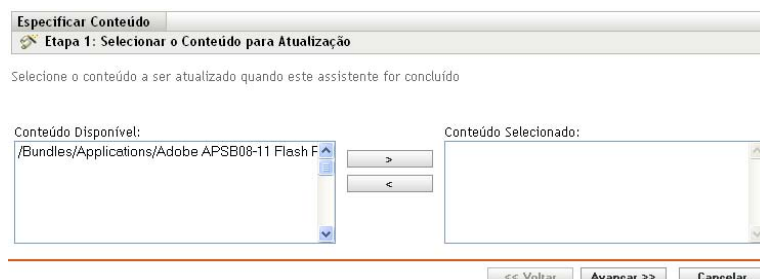 Especificar Conteúdo
Etapa 1: Selecionar o Conteúdo para Atualização
Selecione o conteúdo a ser atualizado quando este assistente for concluído
Conteúdo Disponível:
Conteúdo Selecionado:
/Bundles/Applications/Adobe APSB08-11 Flash
>
<
<< Voltar
Avançar >>
Cancelar